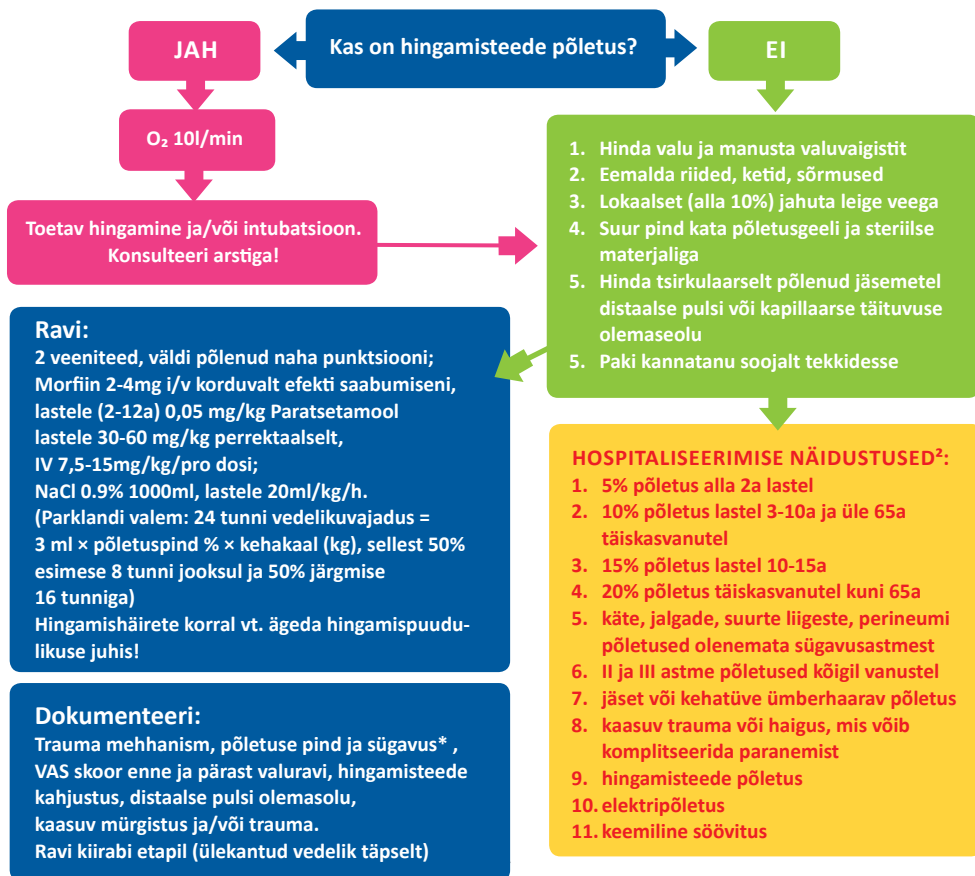 Kas on hingamisteede põletus?
JAH
EI
O₂ 10l/min
Toetav hingamine ja/või intubatsioon.
Konsulteeri arstiga!
1. Hinda valu ja manusta valuvaigistit
2. Eemalda riided, ketid, sõrmused
3. Lokaalset (alla 10%) jahuta leige veega
4. Suur pind kata põletusgeeli ja steriilse
materjaliga
5. Hinda tsirkulaarselt põlenud jäsemetel
distaalse pulsi või kapillaarse täituvuse
olemaseolu
5. Paki kannatanu soojalt tekkidesse
Ravi:
2 veeniteed, väldi põlenud naha punktsiooni;
Morfiin 2-4mg i/v korduvalt efekti saabumiseni,
lastele (2-12a) 0,05 mg/kg Paratsetamool
lastele 30-60 mg/kg perrektaalselt,
IV 7,5-15mg/kg/pro dosi;
NaCl 0.9% 1000ml, lastele 20ml/kg/h.
(Parklandi valem: 24 tunni vedelikuvajadus =
3 ml × põletuspind % × kehakaal (kg), sellest 50%
esimese 8 tunni jooksul ja 50% järgmise
16 tunniga)
Hingamishäirete korral vt. ägeda hingamispuudu-
likuse juhis!
HOSPITALISEERIMISE NÄIDUSTUSED²:
1. 5% põletus alla 2a lastel
2. 10% põletus lastel 3-10a ja üle 65a
täiskasvanutel
3. 15% põletus lastel 10-15a
4. 20% põletus täiskasvanutel kuni 65a
5. käte, jalgade, suurte liigeste, perineumi
põletused olenemata sügavusastmest
6. II ja III astme põletused kõigil vanustel
7. jäset või kehatüve ümberhaarav põletus
8. kaasuv trauma või haigus, mis võib
komplitseerida paranemist
9. hingamisteede põletus
10. elektripõletus
11. keemiline söövitus
Dokumenteeri:
Trauma mehhanism, põletuse pind ja sügavus* ,
VAS skoor enne ja pärast valuravi, hingamisteede
kahjustus, distaalse pulsi olemasolu,
kaasuv mürgistus ja/või trauma.
Ravi kiirabi etapil (ülekantud vedelik täpselt)